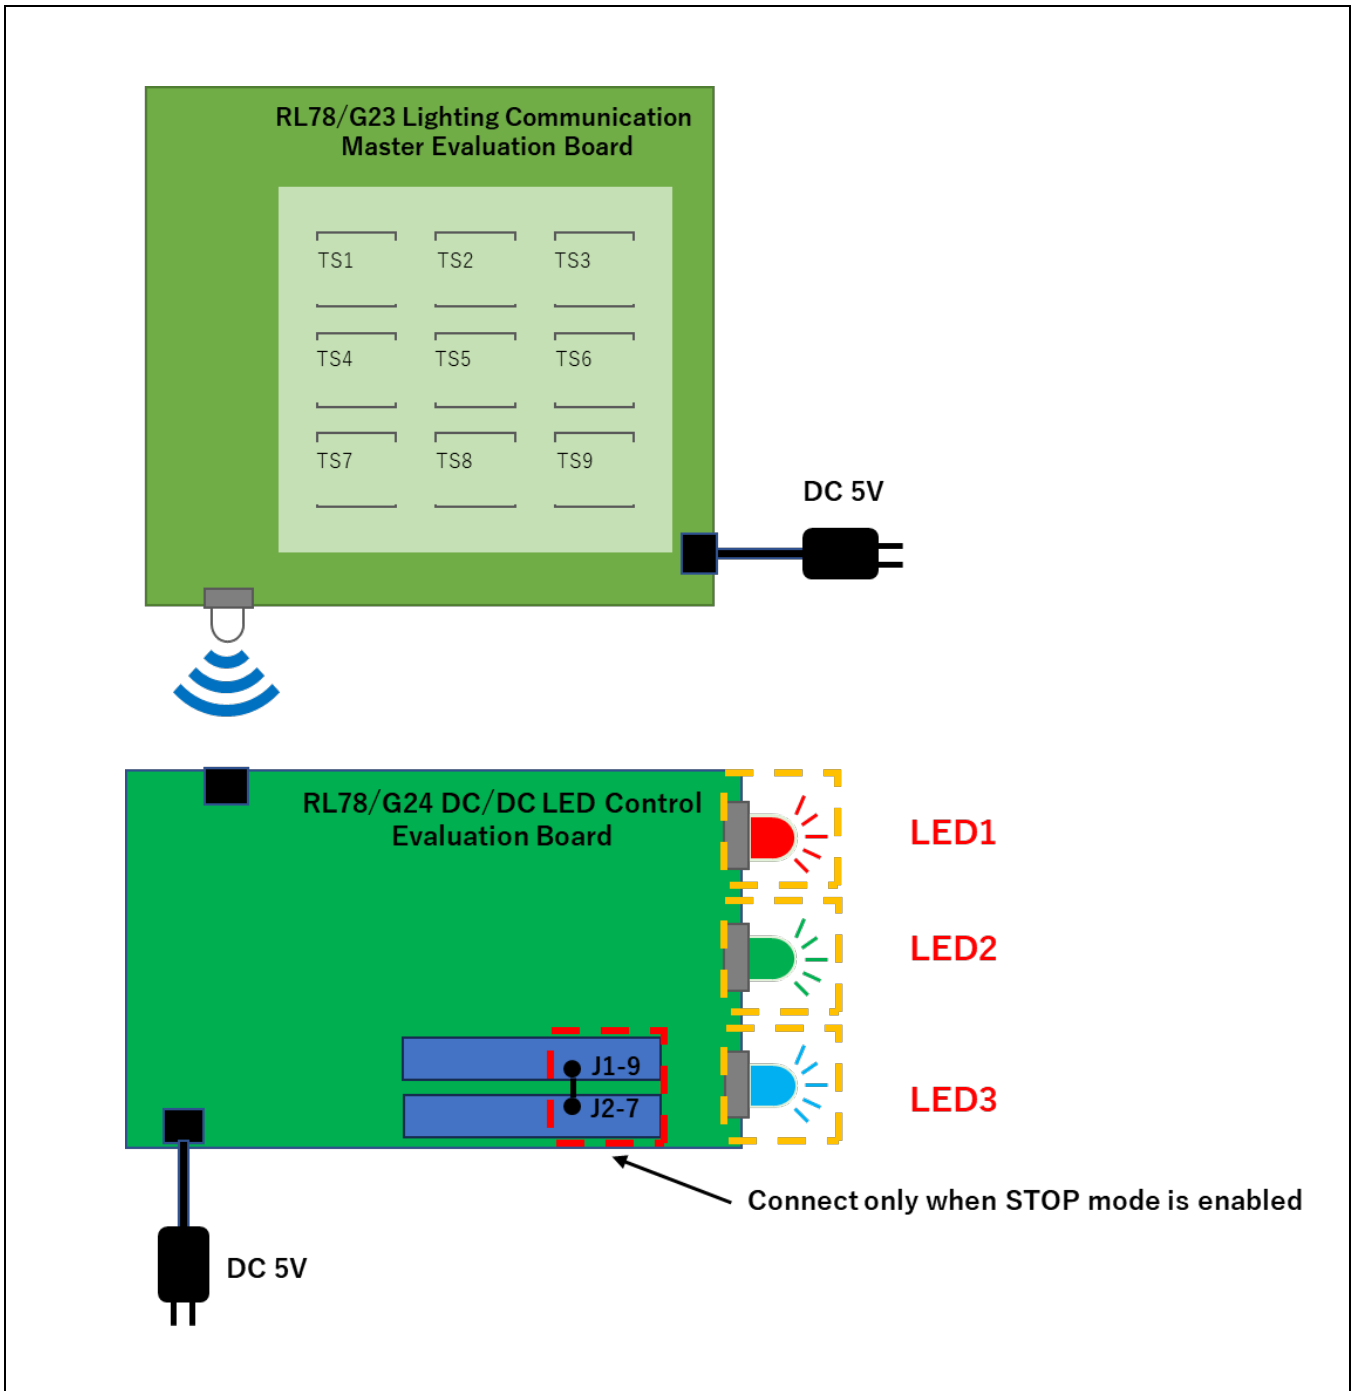 RL78/G23 Lighting Communication
Master Evaluation Board
TS1 TS2 TS3
TS4 TS5 TS6
TS7 TS8 TS9
DC 5V
RL78/G24 DC/DC LED Control
Evaluation Board
LED1
LED2
LED3
J1-9
J2-7
Connect only when STOP mode is enabled
DC 5V